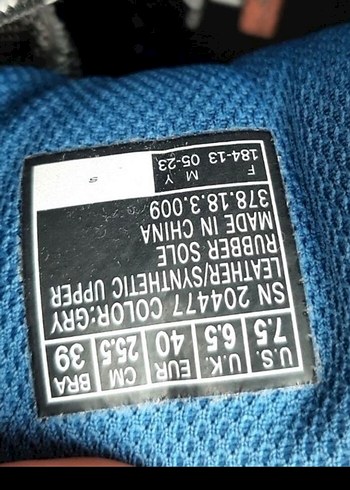 U.S. U.K. EUR CM BRA
7.5 6.5 40 25.5 39
SN 204477 COLOR:GRY
LEATHER/SYNTHETIC UPPER
RUBBER SOLE
MADE IN CHINA
378.18.3.009
F M Y
184-13 05-23
S